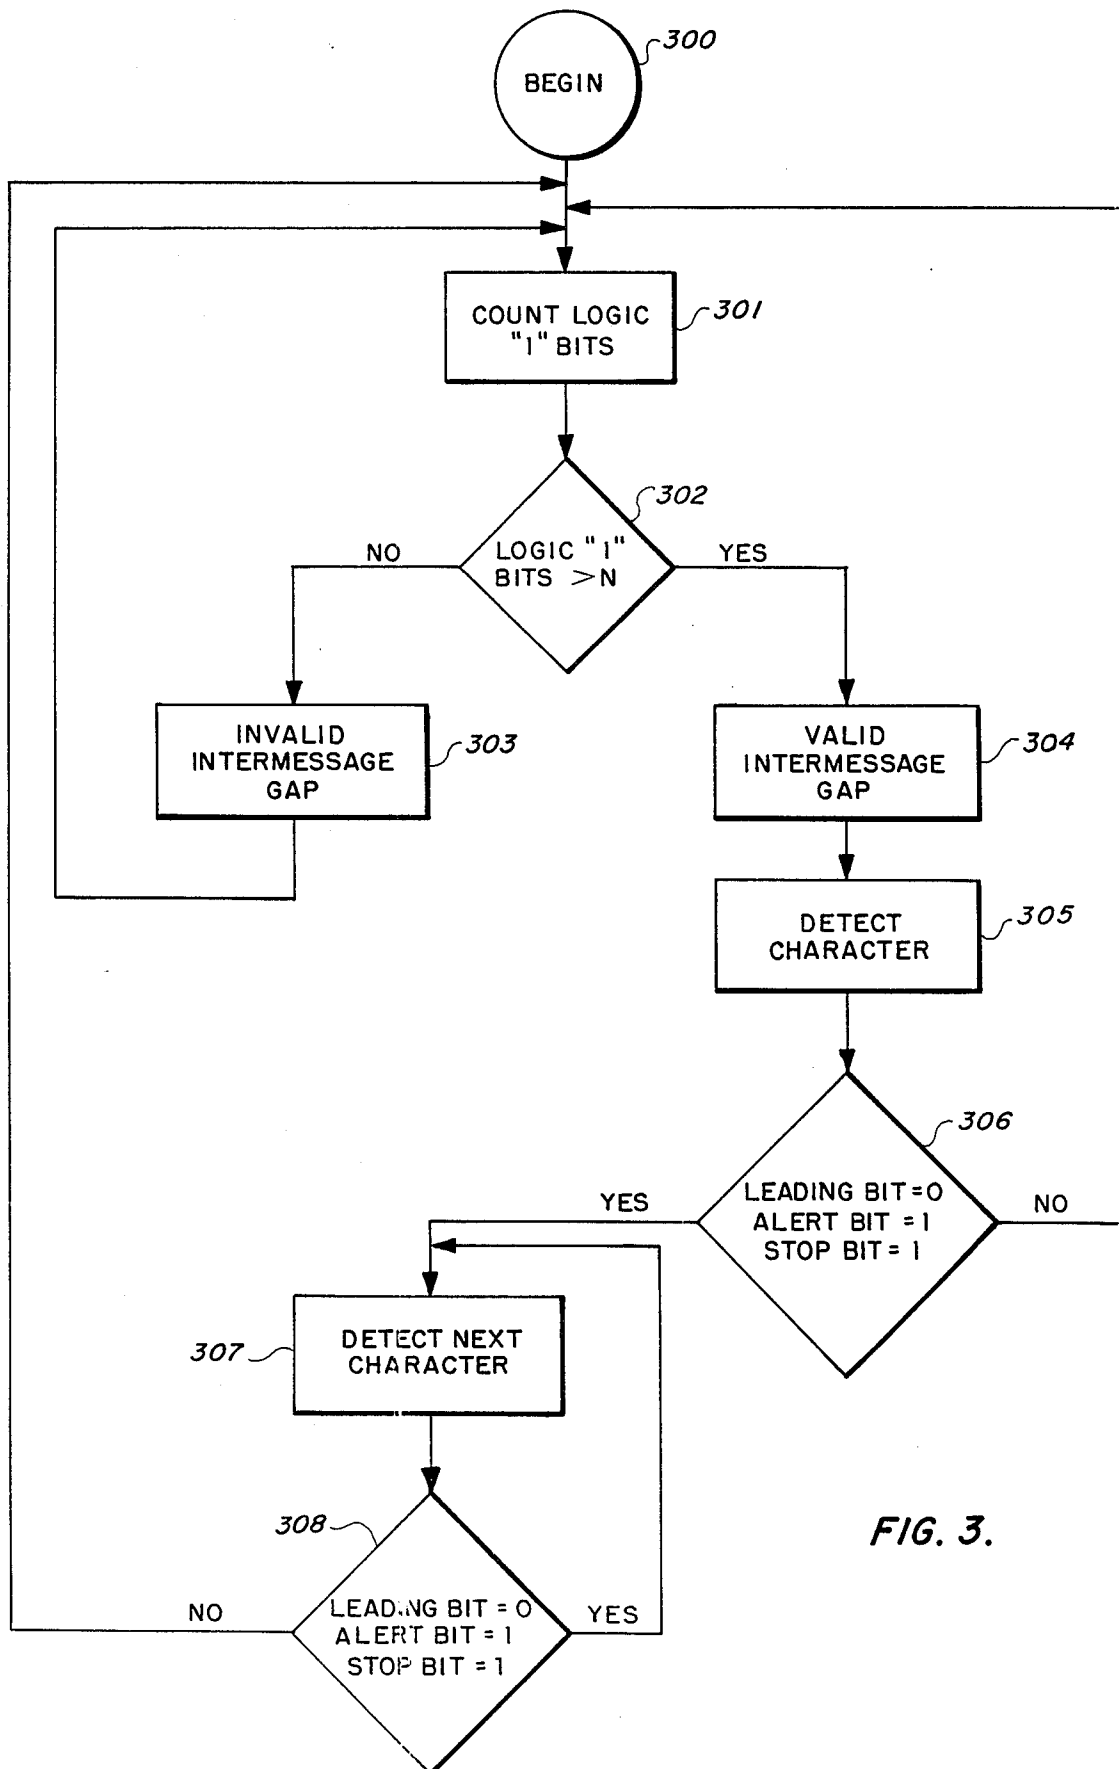 300
BEGIN
COUNT LOGIC
"1" BITS
301
302
LOGIC "1"
BITS >N
NO
YES
INVALID
INTERMESSAGE
GAP
303
VALID
INTERMESSAGE
GAP
304
DETECT
CHARACTER
305
306
LEADING BIT=0
ALERT BIT = 1
STOP BIT = 1
YES
NO
DETECT NEXT
CHARACTER
307
308
LEADING BIT = 0
ALERT BIT = 1
STOP BIT = 1
NO
YES
FIG. 3.